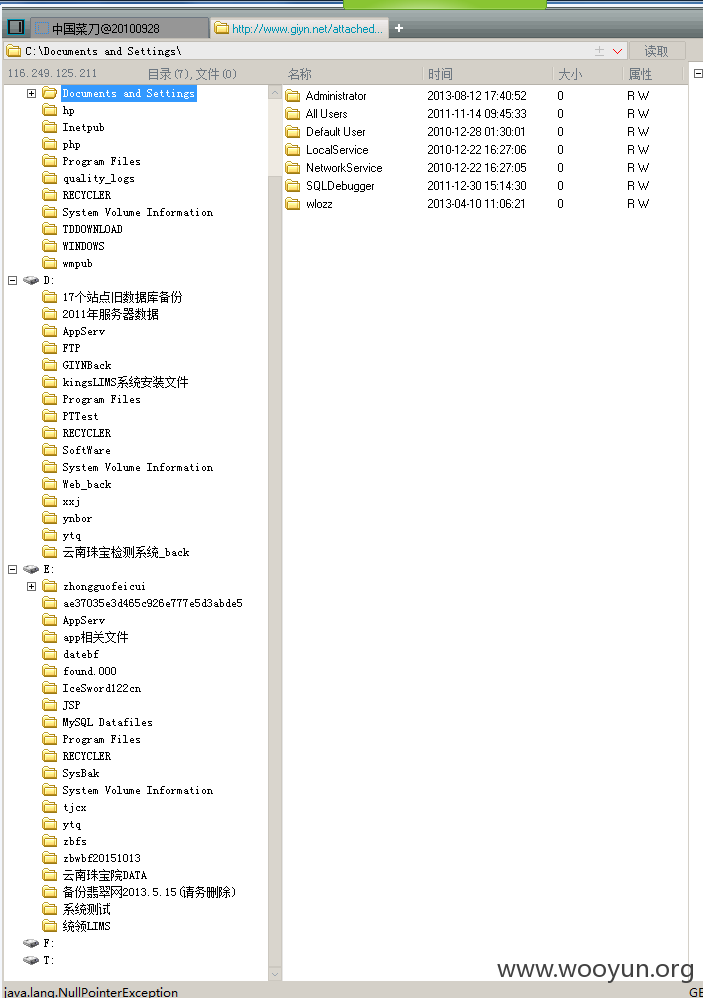 中国菜刀@20100928 http://www.giyn.net/attached... +
C:\Documents and Settings\ 读取
116.249.125.211 目录(7),文件(0) 名称 时间 大小 属性
Documents and Settings
hp
Inetpub
php
Program Files
quality_logs
RECYCLER
System Volume Information
TDDOWNLOAD
WINDOWS
wmpub
D:
17个站点旧数据库备份
2011年服务器数据
AppServ
FTP
GIYNBack
kingsLIMS系统安装文件
Program Files
PTTest
RECYCLER
SoftWare
System Volume Information
Web_back
xxj
ynbor
ytq
云南珠宝检测系统_back
E:
zhongguofeicui
ae37035e3d465c926e777e5d3abde5
AppServ
app相关文件
datebf
found.000
IceSword122cn
JSP
MySQL Datafiles
Program Files
RECYCLER
SysBak
System Volume Information
tjcx
ytq
zbfs
zbwbf20151013
云南珠宝院DATA
备份翡翠网2013.5.15(请务删除)
系统测试
统领LIMS
F:
T:
Administrator 2013-08-12 17:40:52 0 R W
All Users 2011-11-14 09:45:33 0 R W
Default User 2010-12-28 01:30:01 0 R W
LocalService 2010-12-22 16:27:06 0 R W
NetworkService 2010-12-22 16:27:05 0 R W
SQLDebugger 2011-12-30 15:14:30 0 R W
wlozz 2013-04-10 11:06:21 0 R W
www.wooyun.org
java.lang.NullPointerException GE